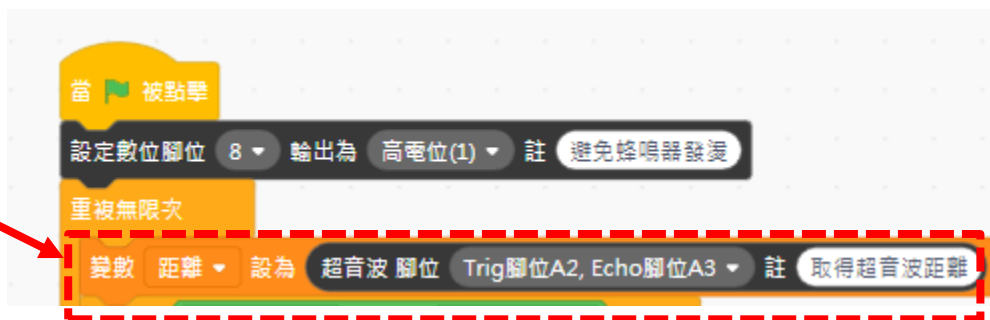 當 被點擊
設定數位腳位 8 輸出為 高電位(1) 註 避免蜂鳴器發燙
重複無限次
變數 距離 設為 超音波 腳位 Trig腳位A2, Echo腳位A3 註 取得超音波距離